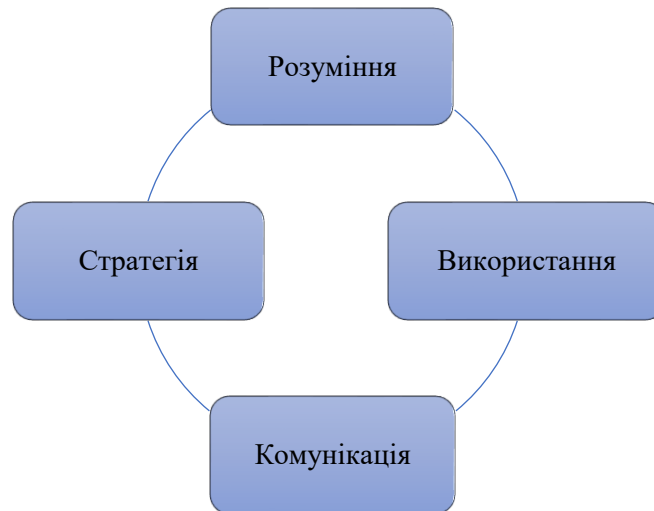 Розуміння
Стратегія
Використання
Комунікація